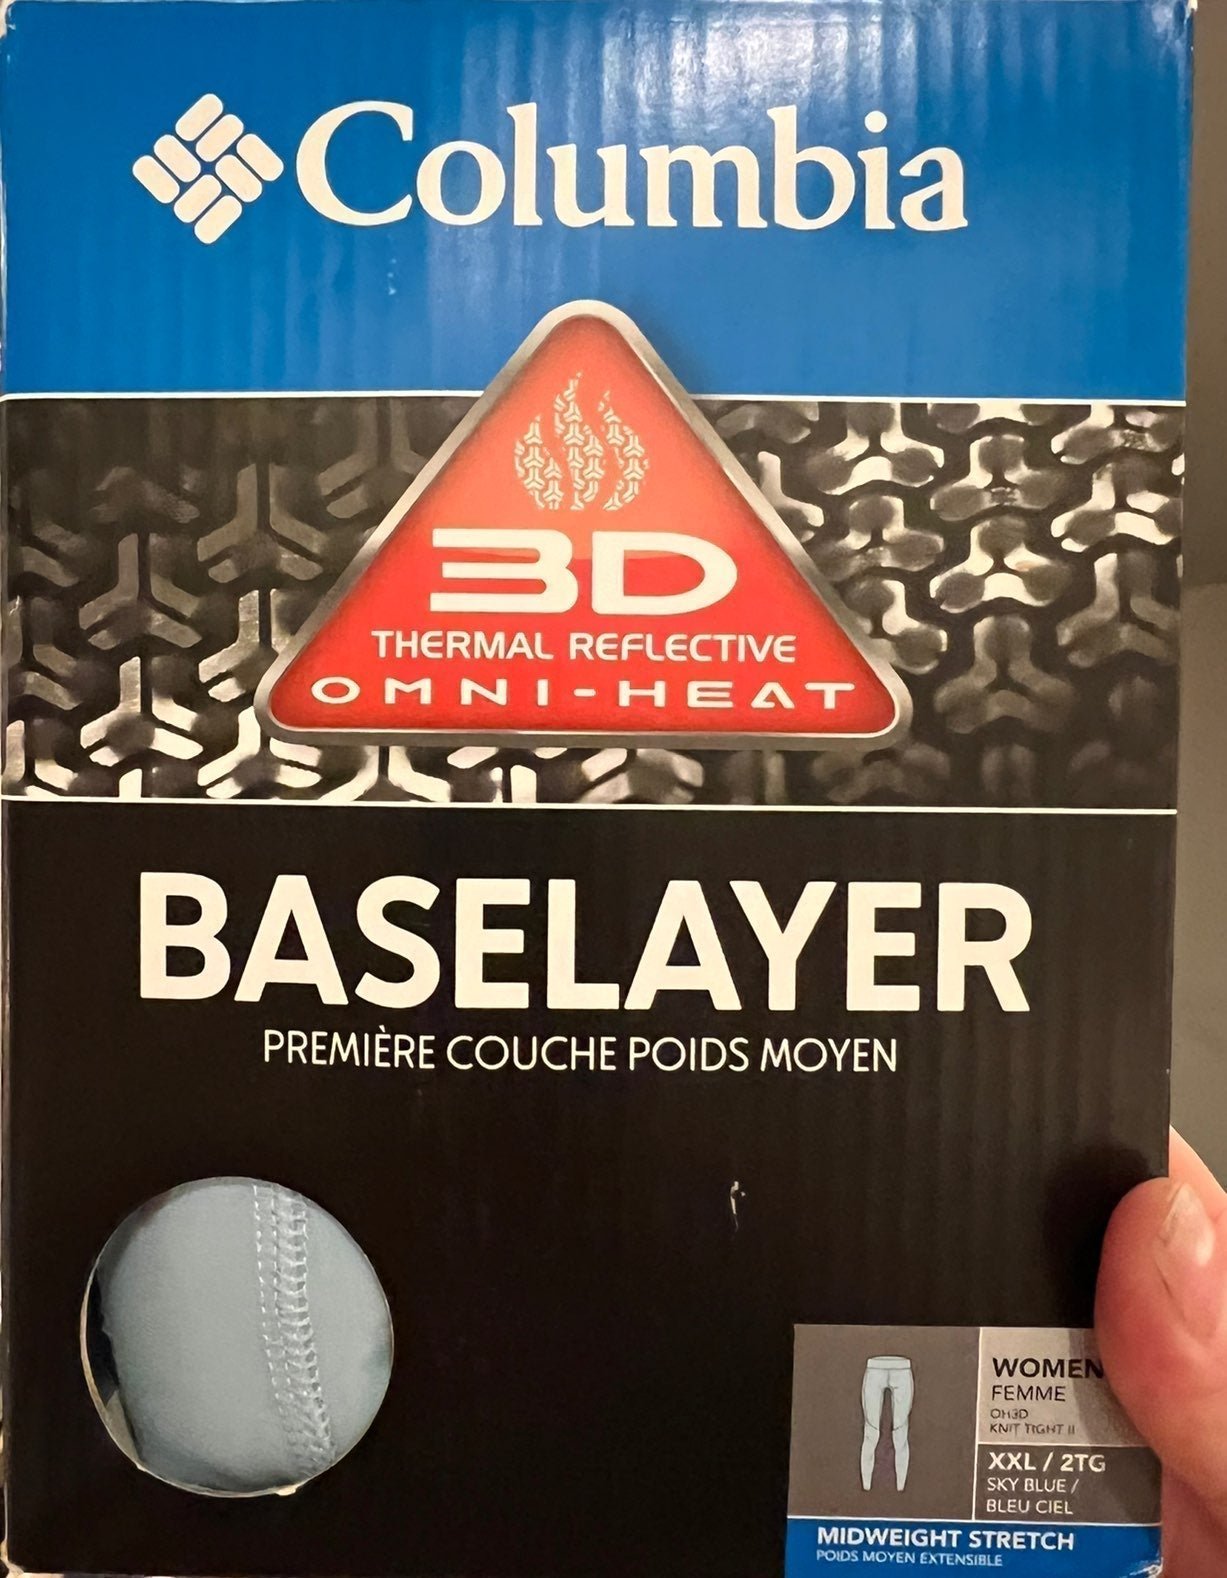 Columbia
3D
THERMAL REFLECTIVE
OMNI-HEAT
BASELAYER
PREMIÈRE COUCHE POIDS MOYEN
WOMEN
FEMME
OH3D
KNIT TIGHT II
XXL / 2TG
SKY BLUE /
BLEU CIEL
MIDWEIGHT STRETCH
POIDS MOYEN EXTENSIBLE